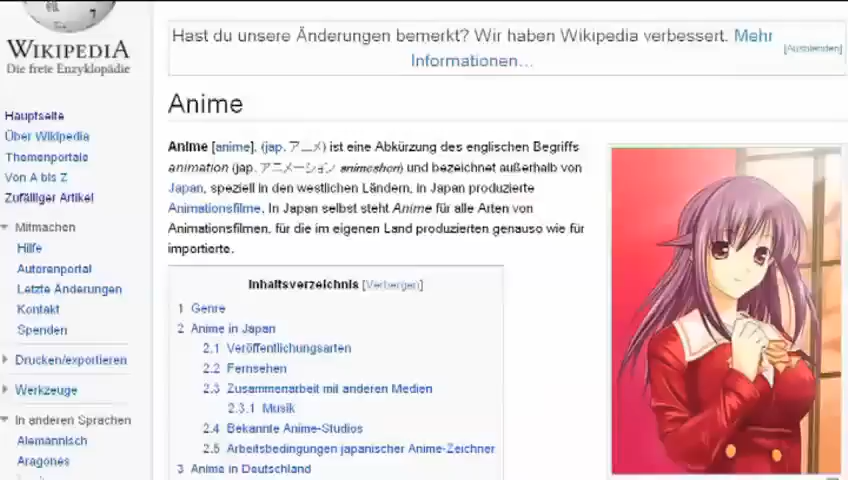 WIKIPEDIA
Die freie Enzyklopädie
Hauptseite
Über Wikipedia
Themenportale
Von A bis Z
Zufälliger Artikel
Mitmachen
Hilfe
Autorenportal
Letzte Änderungen
Kontakt
Spenden
Drucken/exportieren
Werkzeuge
In anderen Sprachen
Alemannisch
Aragonés
Hast du unsere Änderungen bemerkt? Wir haben Wikipedia verbessert. Mehr
Informationen…
[Ausblenden]
Anime
Anime [anime], (jap. アニメ) ist eine Abkürzung des englischen Begriffs
animation (jap. アニメーション animēshon) und bezeichnet außerhalb von
Japan, speziell in den westlichen Ländern, in Japan produzierte
Animationsfilme. In Japan selbst steht Anime für alle Arten von
Animationsfilmen, für die im eigenen Land produzierten genauso wie für
importierte.
Inhaltsverzeichnis [Verbergen]
1 Genre
2 Anime in Japan
2.1 Veröffentlichungsarten
2.2 Fernsehen
2.3 Zusammenarbeit mit anderen Medien
2.3.1 Musik
2.4 Bekannte Anime-Studios
2.5 Arbeitsbedingungen japanischer Anime-Zeichner
3 Anime in Deutschland